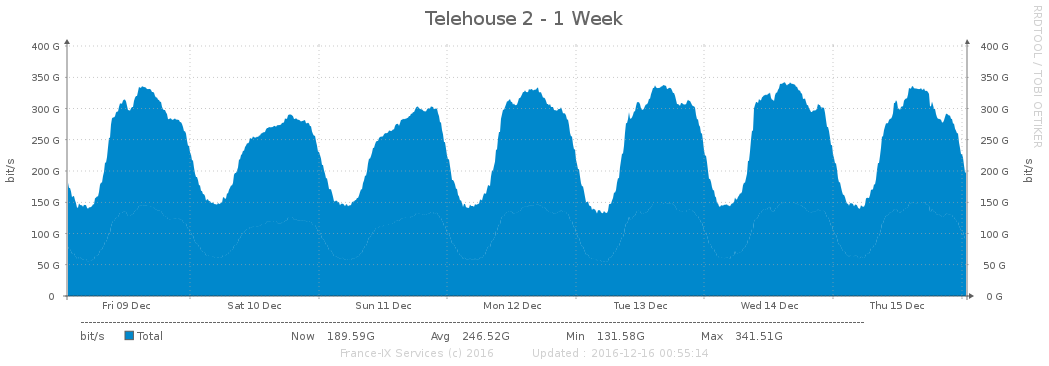 Telehouse 2 - 1 Week
RRDTOOL / TOBI OETIKER
bit/s
400 G 400 G
350 G 350 G
300 G 300 G
250 G 250 G
200 G 200 G
150 G 150 G
100 G 100 G
50 G 50 G
0 0 G
bit/s
Fri 09 Dec Sat 10 Dec Sun 11 Dec Mon 12 Dec Tue 13 Dec Wed 14 Dec Thu 15 Dec
bit/s Total Now 189.59G Avg 246.52G Min 131.58G Max 341.51G
France-IX Services (c) 2016 Updated : 2016-12-16 00:55:14